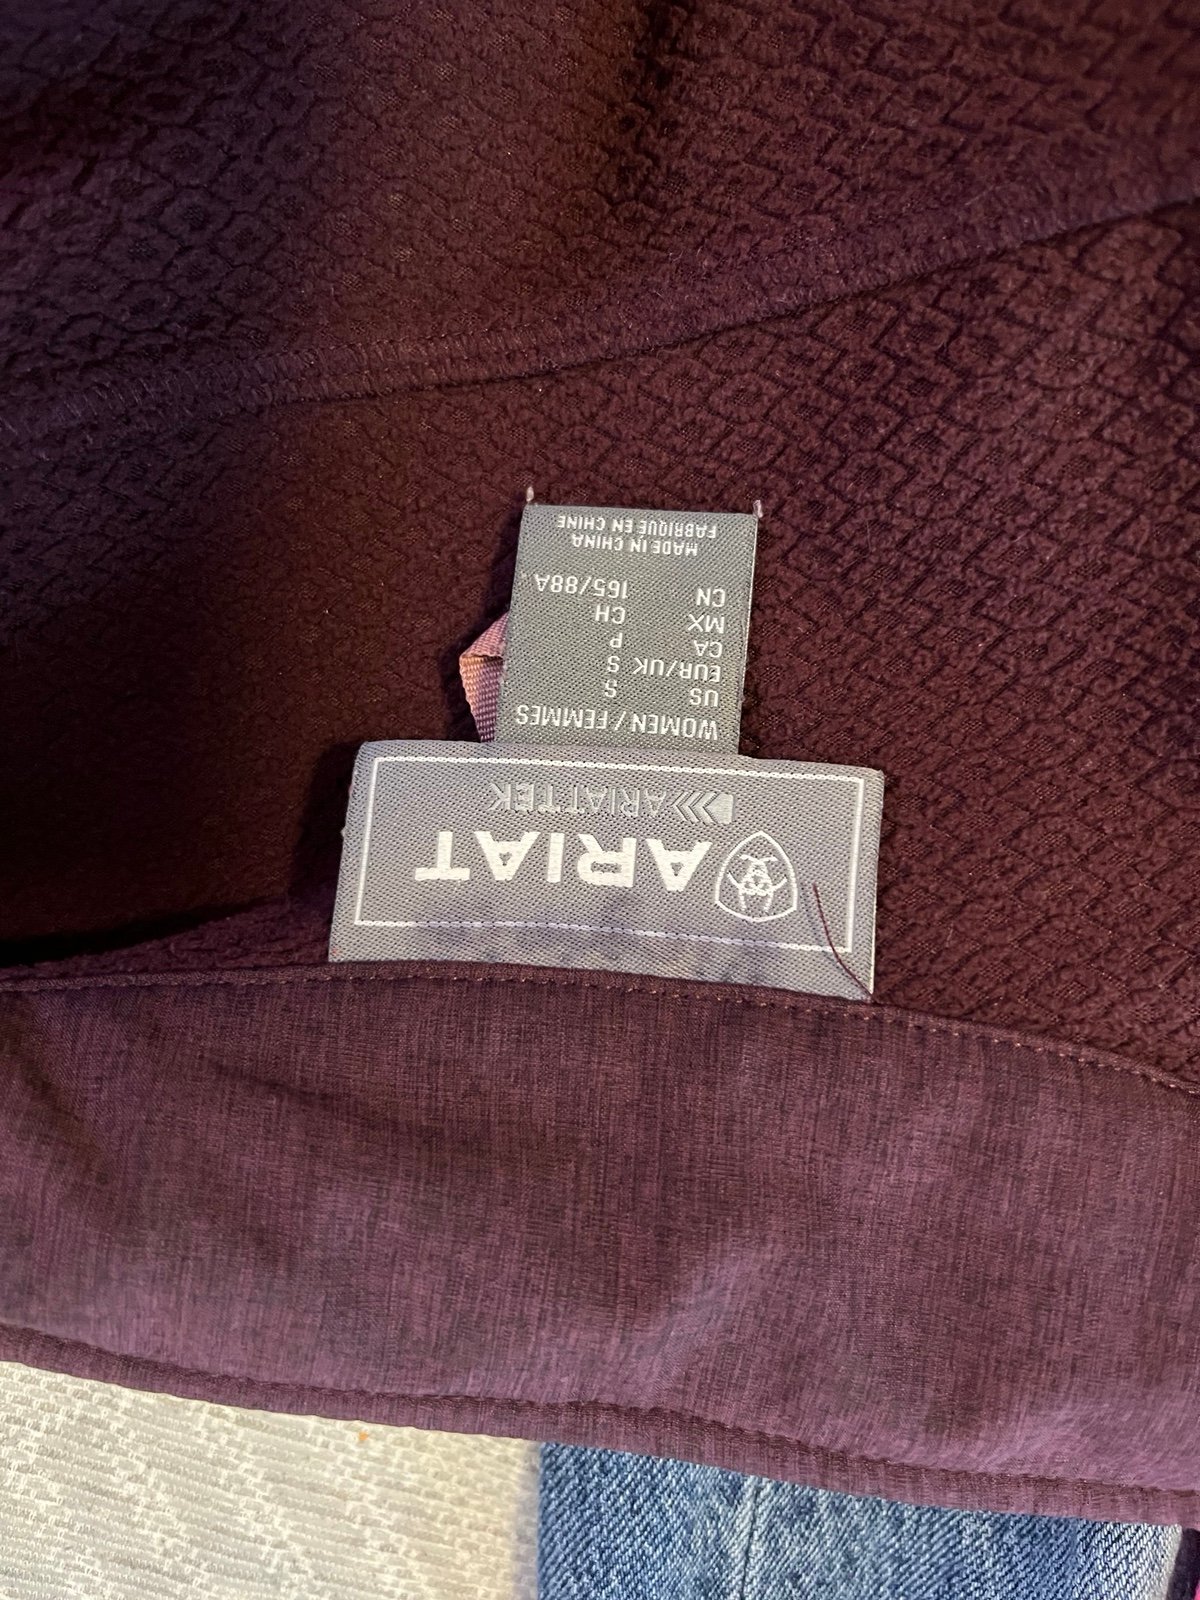 ARIAT
ARIATTEK
WOMEN / FEMMES
US S
EUR/UK S
CA P
MX CH
CN 165/88A
MADE IN CHINA
FABRIQUE EN CHINE